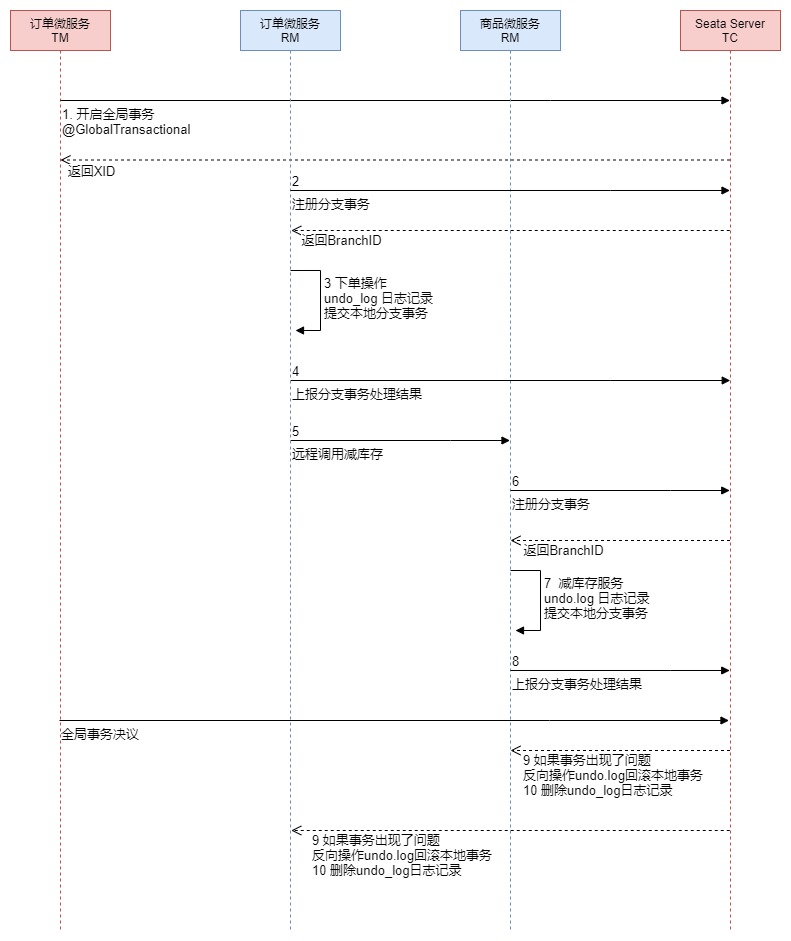 订单微服务
TM
订单微服务
RM
商品微服务
RM
Seata Server
TC
1. 开启全局事务
@GlobalTransactional
返回XID
2
注册分支事务
返回BranchID
3 下单操作
undo_log 日志记录
提交本地分支事务
4
上报分支事务处理结果
5
远程调用减库存
6
注册分支事务
返回BranchID
7  减库存服务
undo.log 日志记录
提交本地分支事务
8
上报分支事务处理结果
全局事务决议
9 如果事务出现了问题
反向操作undo.log回滚本地事务
10 删除undo_log日志记录
9 如果事务出现了问题
反向操作undo.log回滚本地事务
10 删除undo_log日志记录